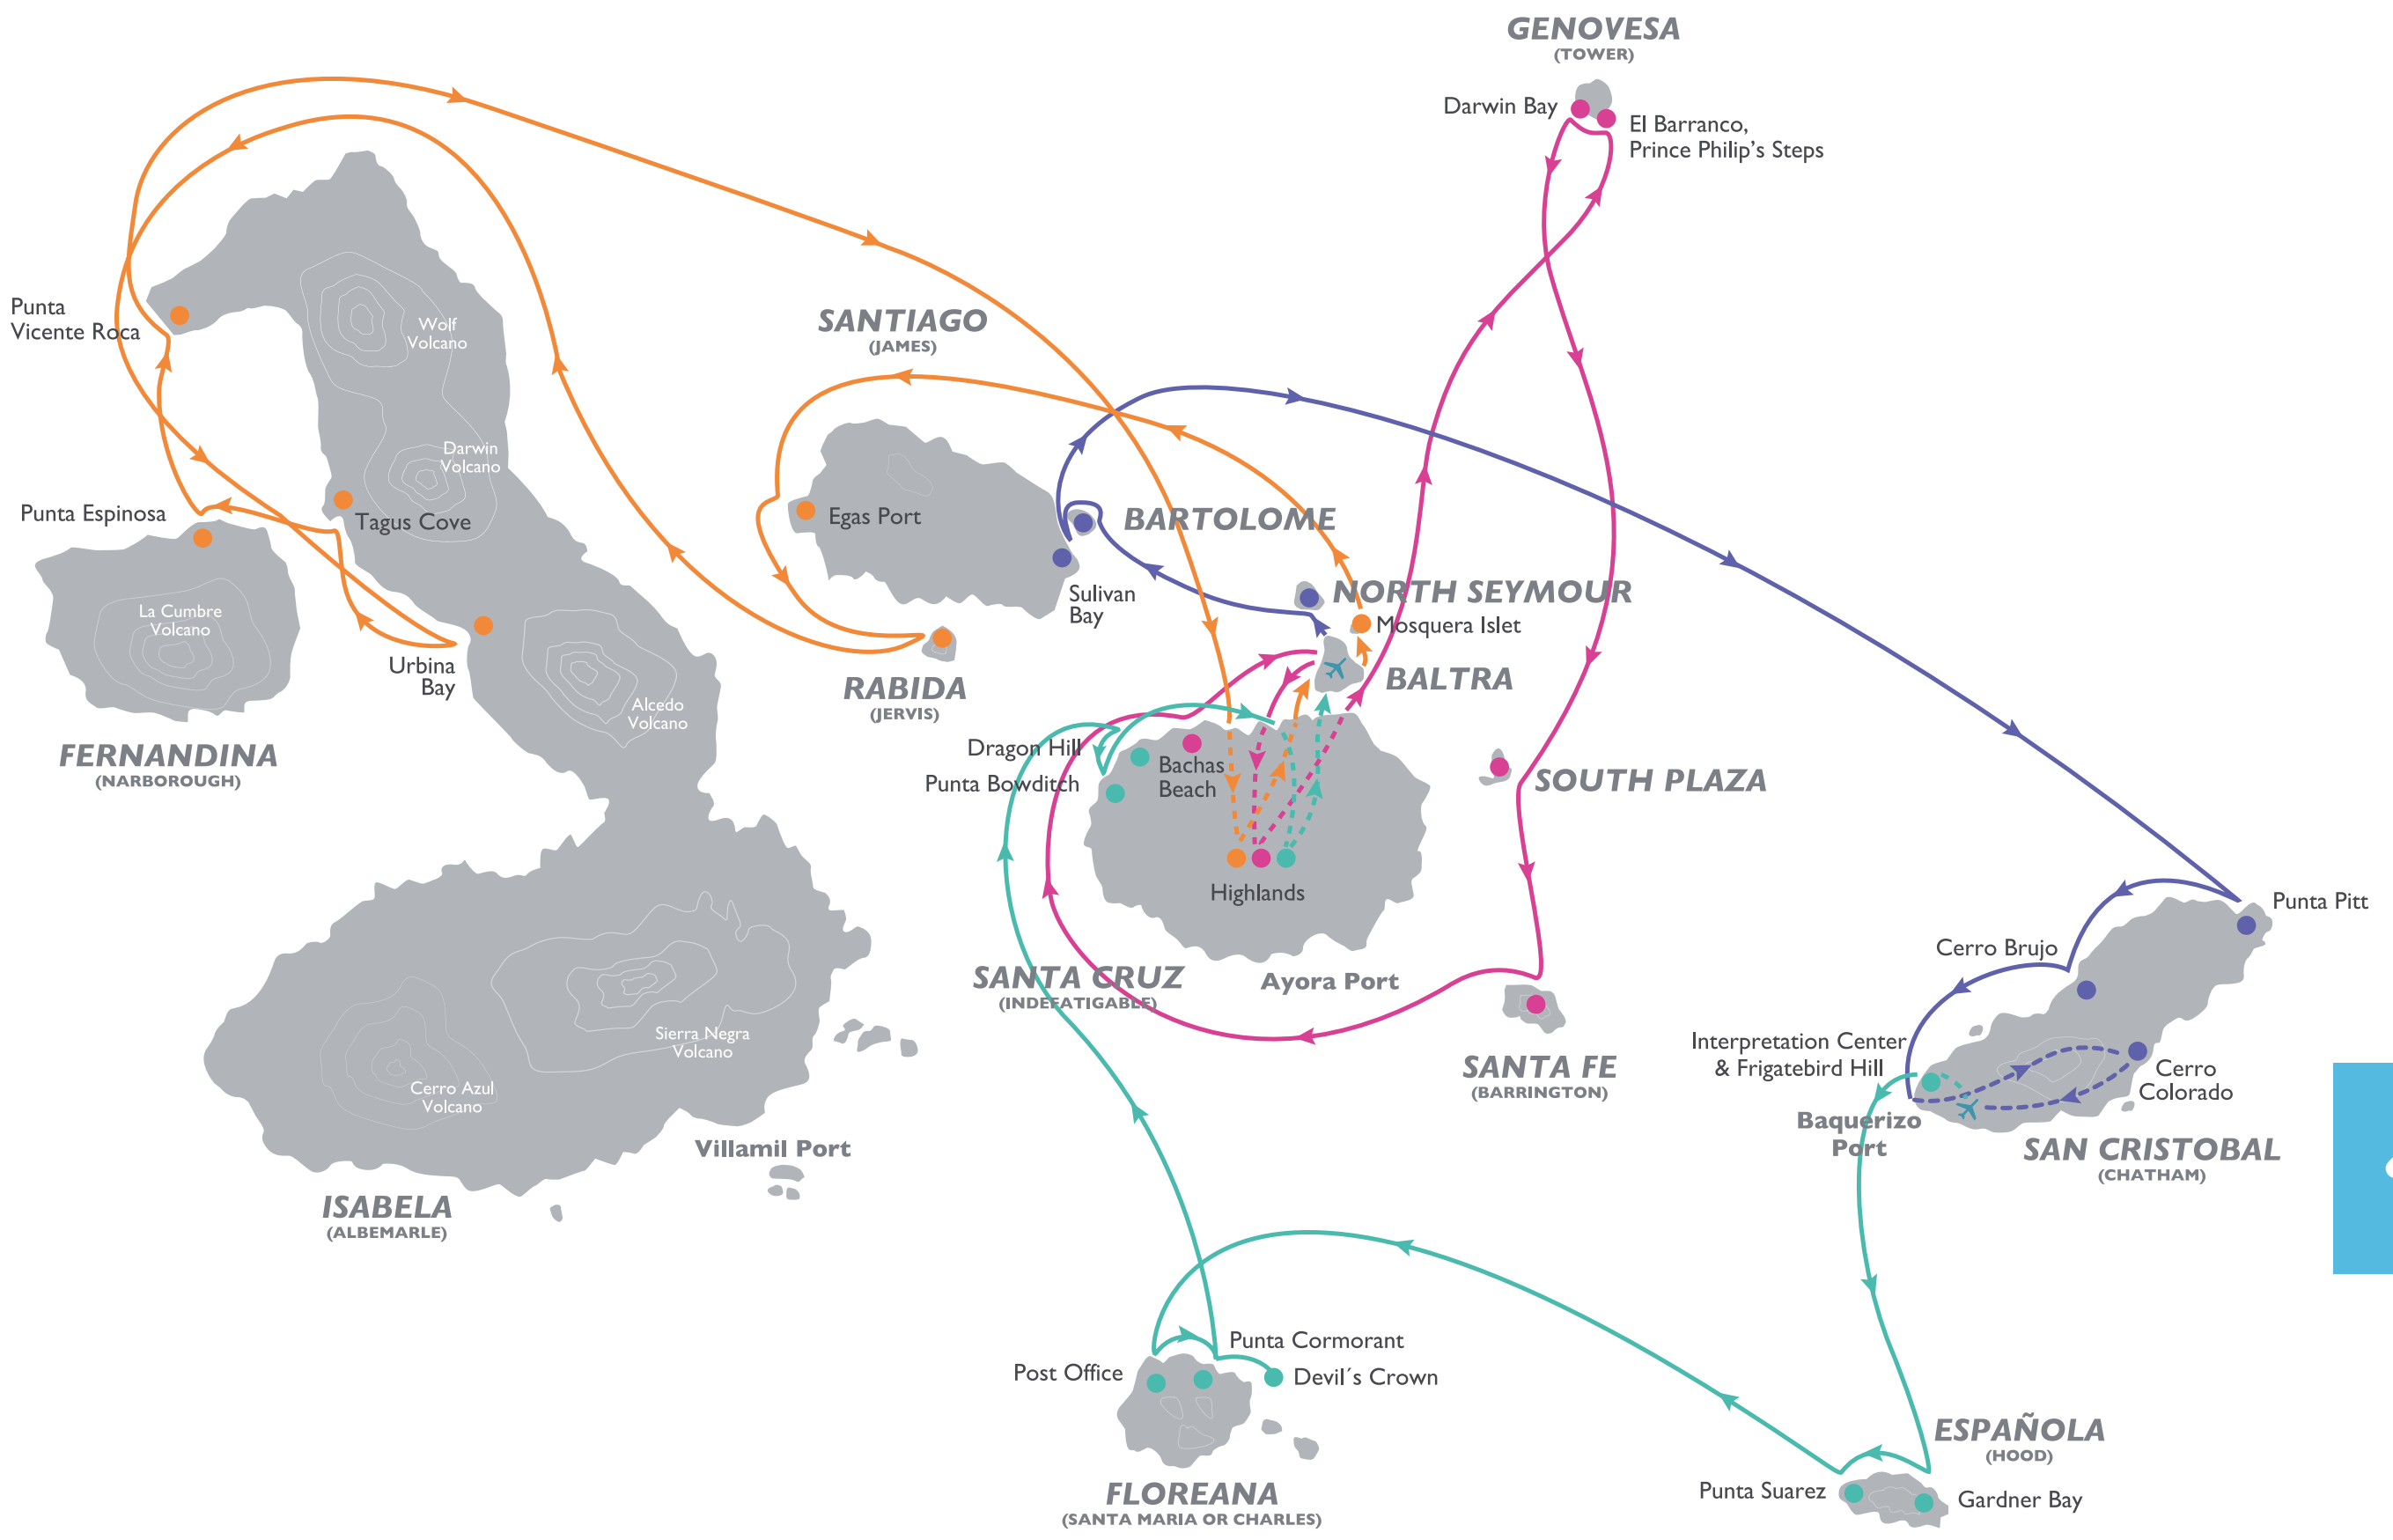 GENOVESA
(TOWER)
Darwin Bay
El Barranco,
Prince Philip's Steps
Punta
Vicente Roca
Wolf
Volcano
SANTIAGO
(JAMES)
Darwin
Volcano
Tagus Cove
Punta Espinosa
Egas Port
BARTOLOME
La Cumbre
Volcano
Sulivan
Bay
NORTH SEYMOUR
Mosquera Islet
Urbina
Bay
Alcedo
Volcano
RABIDA
(JERVIS)
BALTRA
FERNANDINA
(NARBOROUGH)
Dragon Hill
Punta Bowditch
Bachas
Beach
SOUTH PLAZA
Highlands
SANTA CRUZ
(INDEFATIGABLE)
Ayora Port
Punta Pitt
Cerro Brujo
Sierra Negra
Volcano
Cerro Azul
Volcano
SANTA FE
(BARRINGTON)
Interpretation Center
& Frigatebird Hill
Cerro
Colorado
Baquerizo
Port
SAN CRISTOBAL
(CHATHAM)
Villamil Port
ISABELA
(ALBEMARLE)
Punta Cormorant
Post Office
Devil´s Crown
ESPAÑOLA
(HOOD)
Punta Suarez
Gardner Bay
FLOREANA
(SANTA MARIA OR CHARLES)